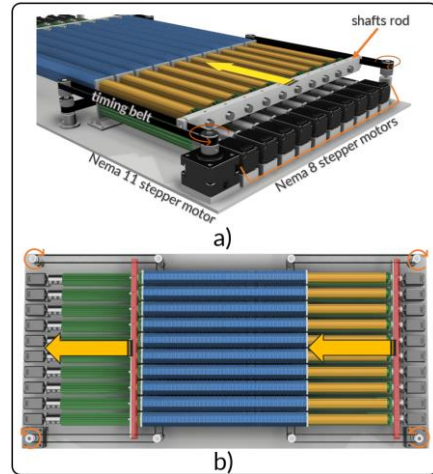 shafts rod
timing belt
Nema 11 stepper motor
Nema 8 stepper motors
a)
b)